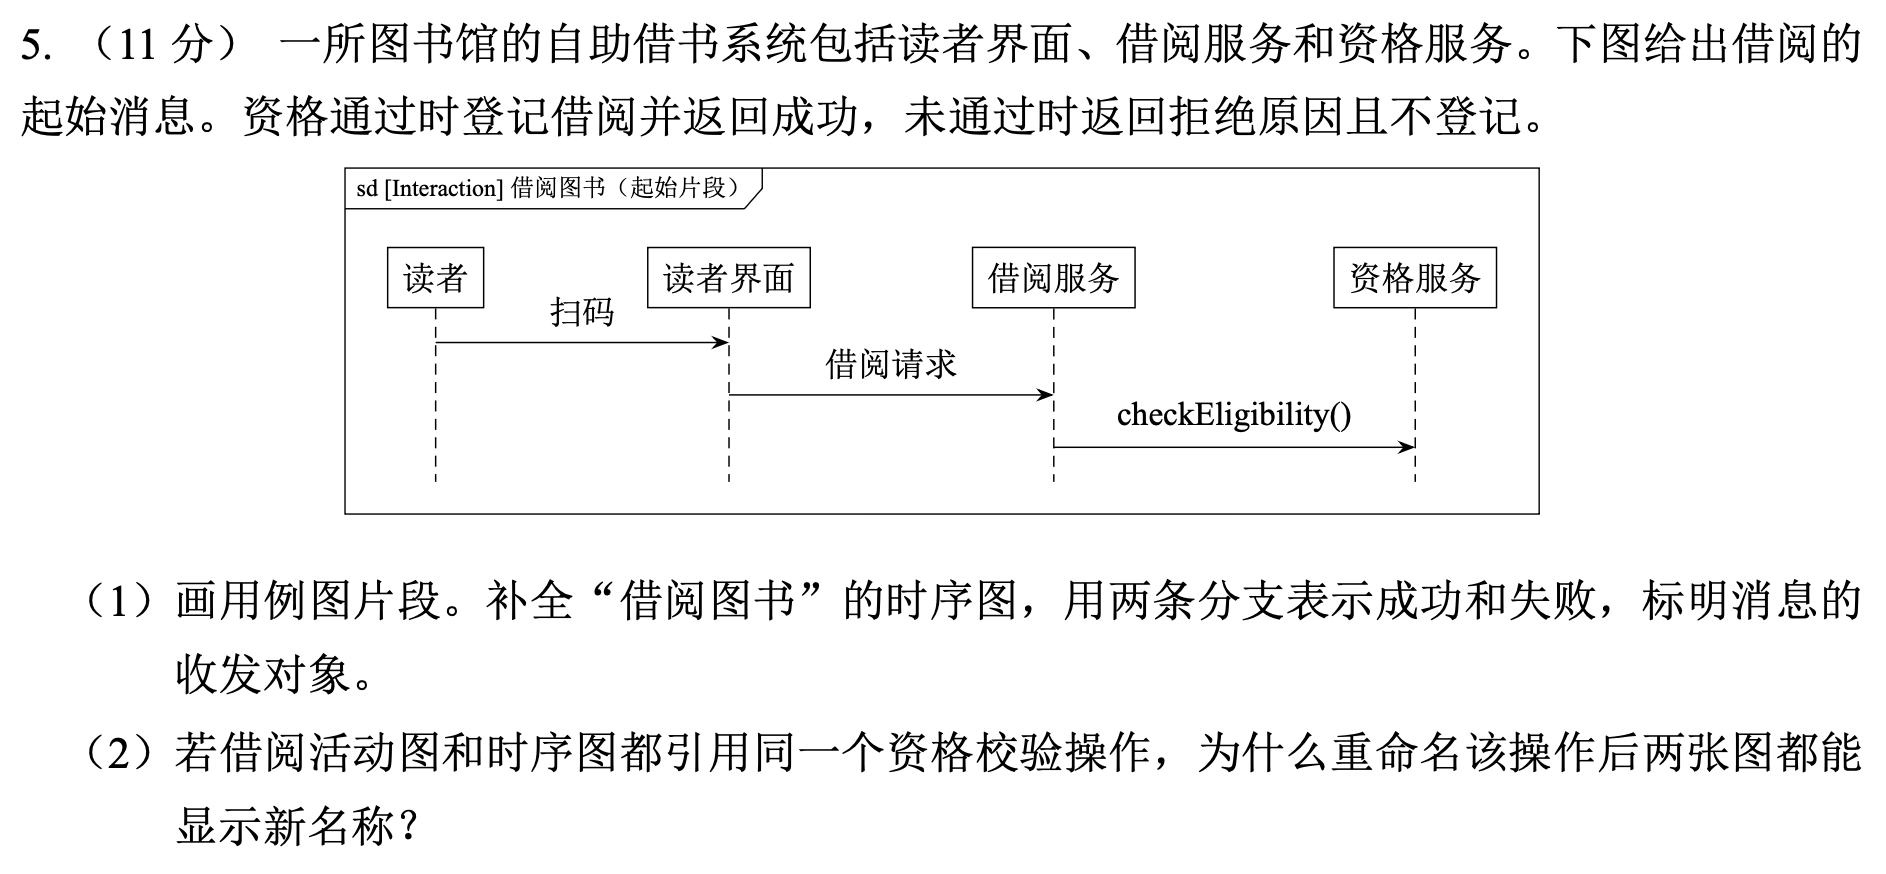 5. （11 分） 一所图书馆的自助借书系统包括读者界面、借阅服务和资格服务。下图给出借阅的
起始消息。资格通过时登记借阅并返回成功，未通过时返回拒绝原因且不登记。
sd [Interaction] 借阅图书（起始片段）
读者 读者界面 借阅服务 资格服务
扫码
借阅请求
checkEligibility()
（1）画用例图片段。补全“借阅图书”的时序图，用两条分支表示成功和失败，标明消息的
收发对象。
（2）若借阅活动图和时序图都引用同一个资格校验操作，为什么重命名该操作后两张图都能
显示新名称？